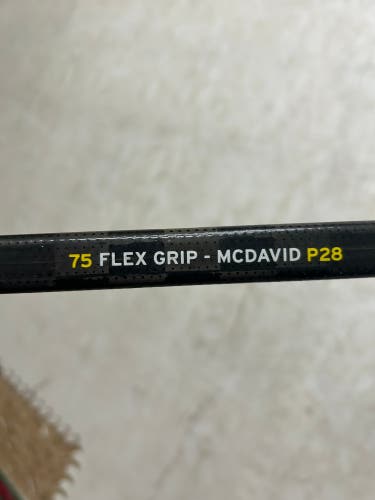 75 FLEX GRIP - MCDAVID P28